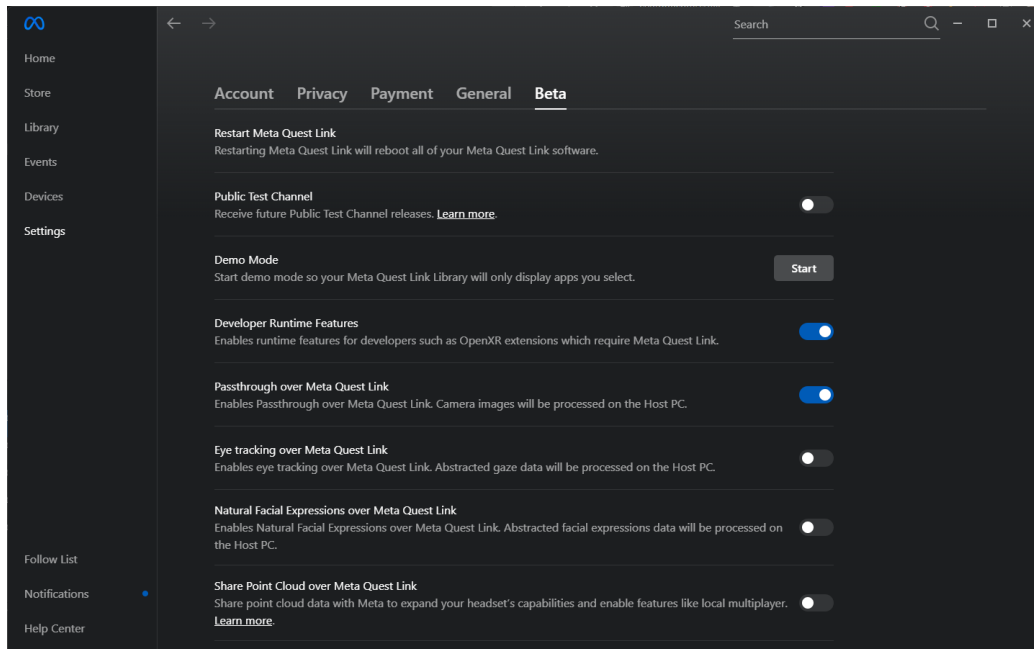 Search
Home
Store
Library
Events
Devices
Settings
Follow List
Notifications
Help Center
Account Privacy Payment General Beta
Restart Meta Quest Link
Restarting Meta Quest Link will reboot all of your Meta Quest Link software.
Public Test Channel
Receive future Public Test Channel releases. Learn more.
Demo Mode
Start demo mode so your Meta Quest Link Library will only display apps you select.
Start
Developer Runtime Features
Enables runtime features for developers such as OpenXR extensions which require Meta Quest Link.
Passthrough over Meta Quest Link
Enables Passthrough over Meta Quest Link. Camera images will be processed on the Host PC.
Eye tracking over Meta Quest Link
Enables eye tracking over Meta Quest Link. Abstracted gaze data will be processed on the Host PC.
Natural Facial Expressions over Meta Quest Link
Enables Natural Facial Expressions over Meta Quest Link. Abstracted facial expressions data will be processed on
the Host PC.
Share Point Cloud over Meta Quest Link
Share point cloud data with Meta to expand your headset's capabilities and enable features like local multiplayer.
Learn more.